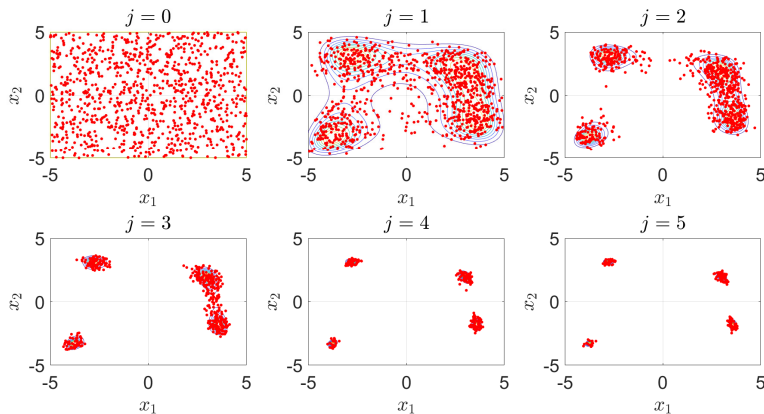 j = 0 j = 1 j = 2
5 5 5
x2 0 x2 0 x2 0
-5 -5 -5
-5 0 5 -5 0 5 -5 0 5
x1 x1 x1
j = 3 j = 4 j = 5
5 5 5
x2 0 x2 0 x2 0
-5 -5 -5
-5 0 5 -5 0 5 -5 0 5
x1 x1 x1